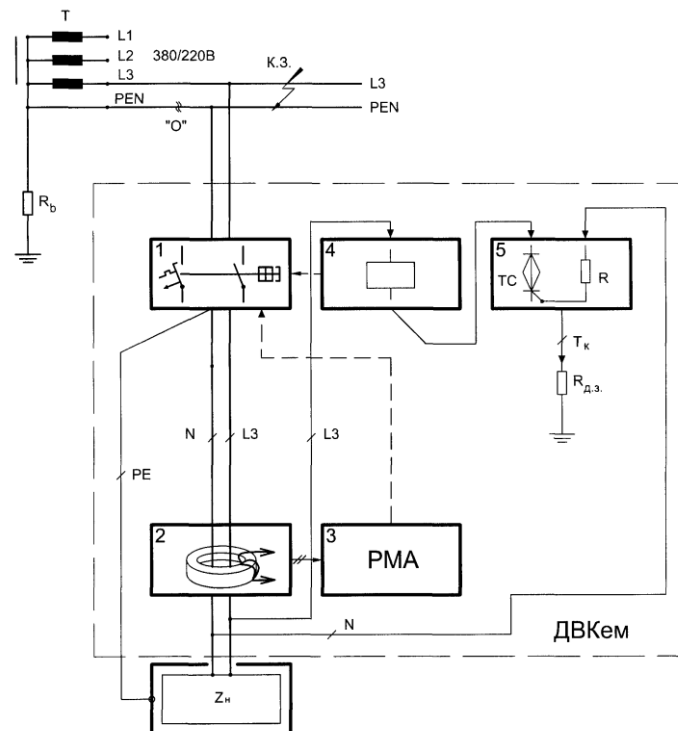 T
L1
L2 380/220В
L3
К.З.
L3
PEN
PEN
"О"
R_b
1
4
5
TC
R
T_к
R_д.з.
N
L3
L3
PE
2
3
РМА
N
ДВКем
Z_н